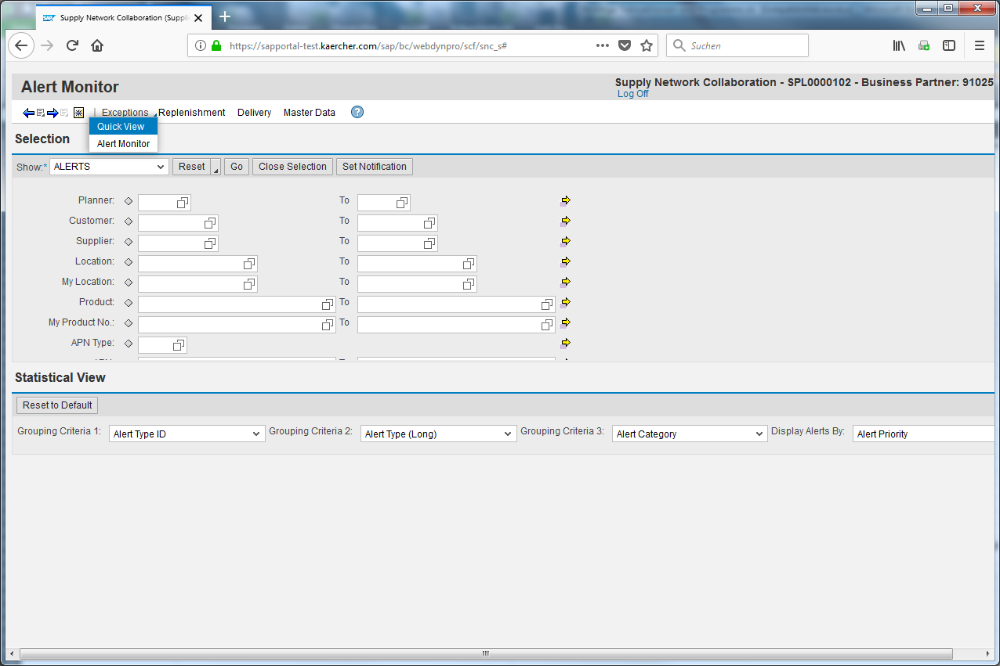 SAP Supply Network Collaboration (Suppl
https://sapportal-test.kaercher.com/sap/bc/webdynpro/scf/snc_s#
Suchen
Alert Monitor
Supply Network Collaboration - SPL0000102 - Business Partner: 91025
Log Off
Exceptions Replenishment Delivery Master Data ?
Quick View
Alert Monitor
Selection
Show:* ALERTS Reset Go Close Selection Set Notification
Planner: To
Customer: To
Supplier: To
Location: To
My Location: To
Product: To
My Product No.: To
APN Type:
Statistical View
Reset to Default
Grouping Criteria 1: Alert Type ID Grouping Criteria 2: Alert Type (Long) Grouping Criteria 3: Alert Category Display Alerts By: Alert Priority